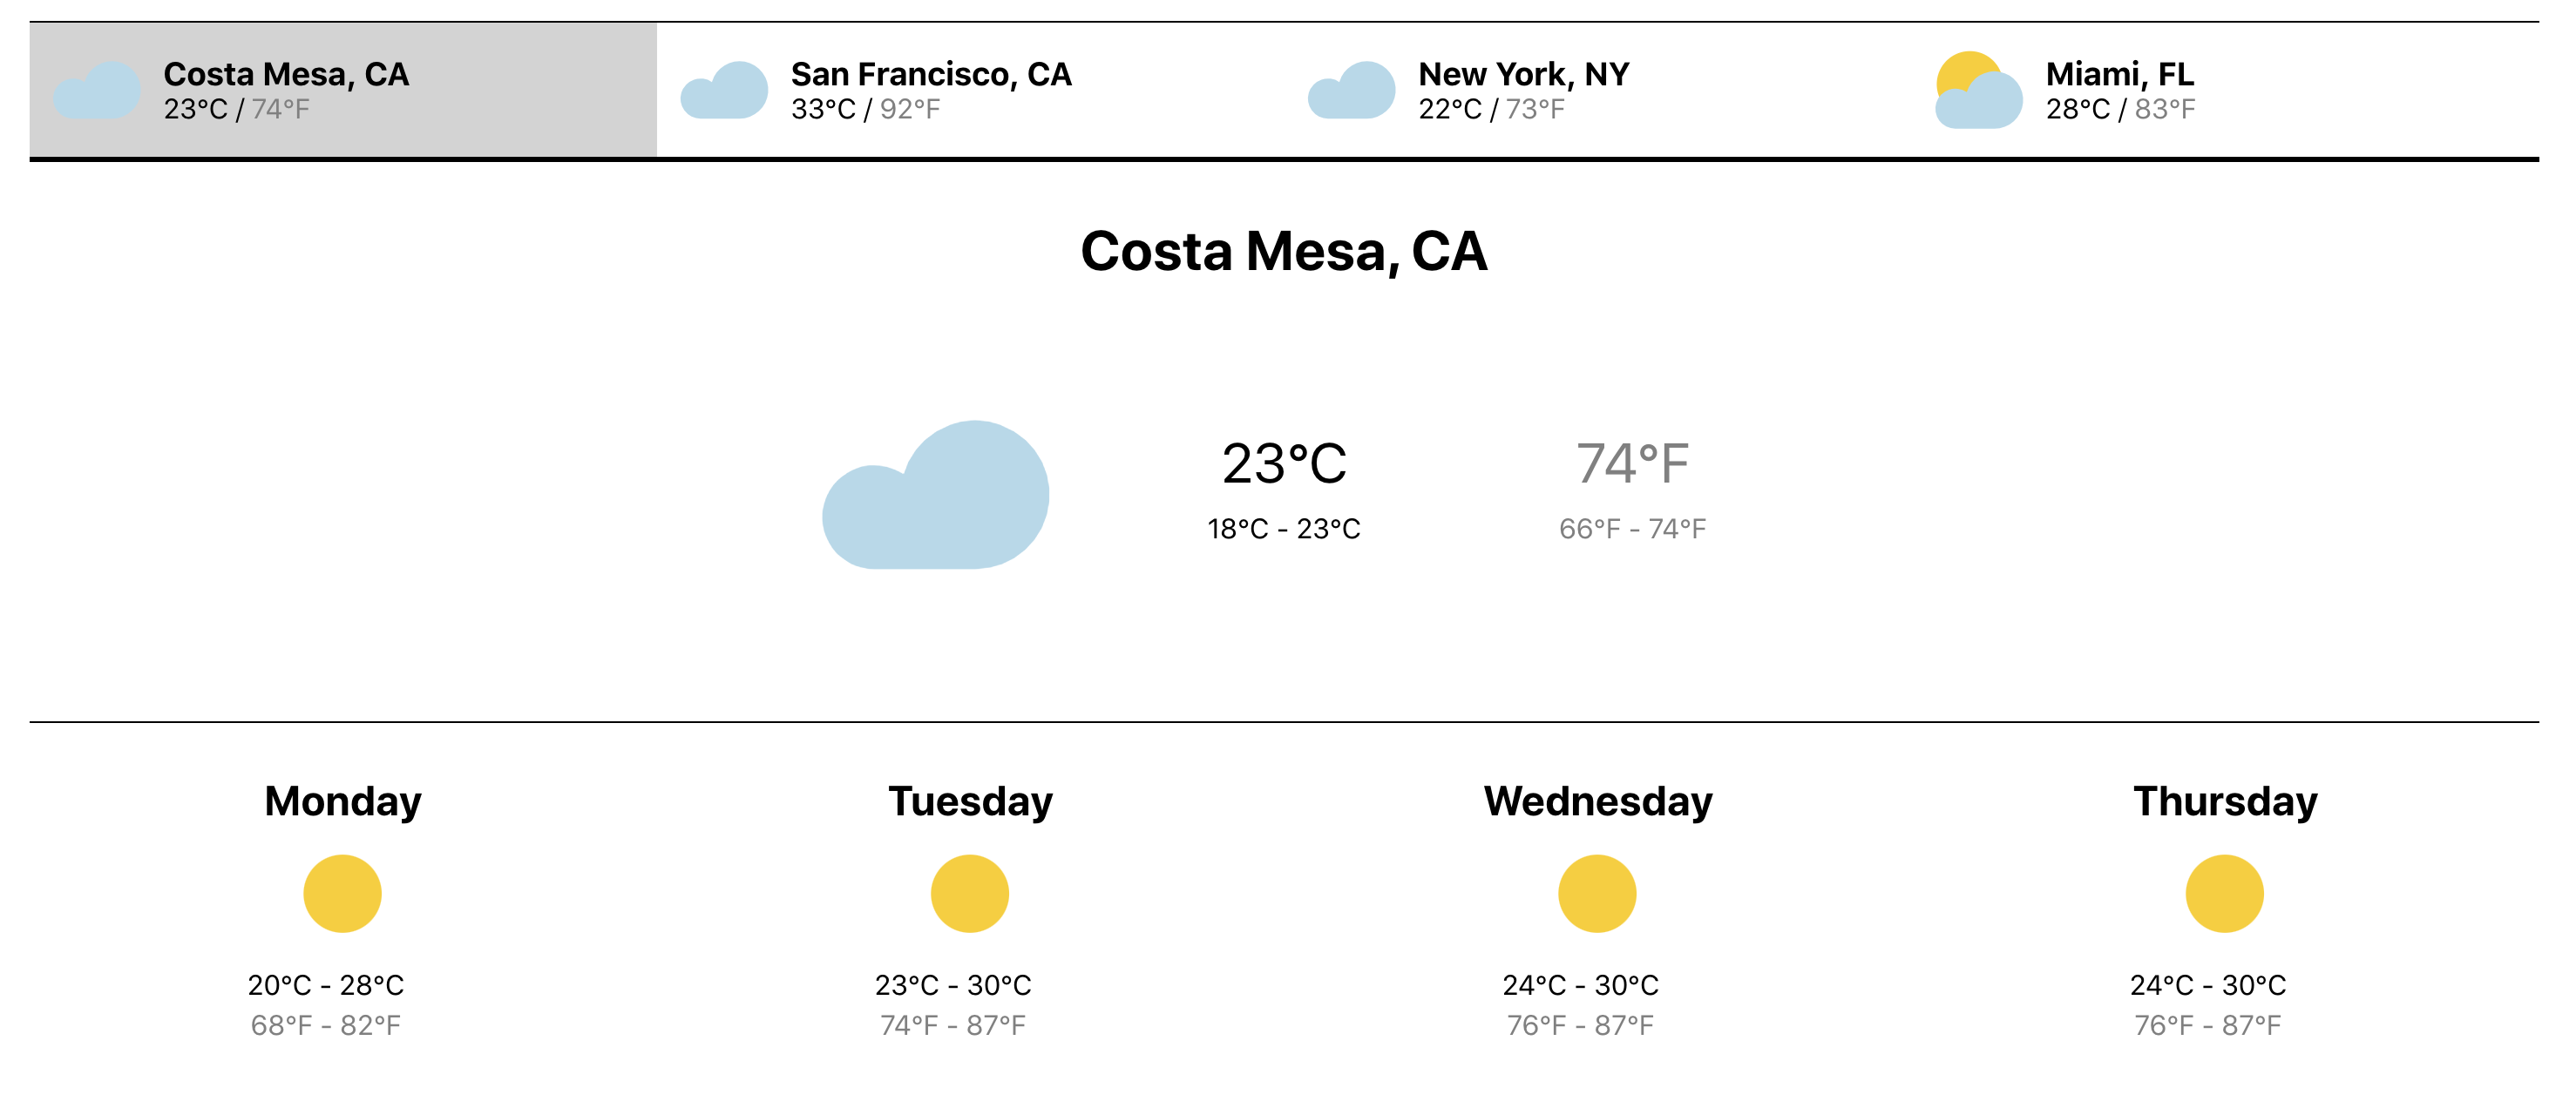 Costa Mesa, CA
23°C / 74°F
San Francisco, CA
33°C / 92°F
New York, NY
22°C / 73°F
Miami, FL
28°C / 83°F
Costa Mesa, CA
23°C
18°C - 23°C
74°F
66°F - 74°F
Monday
20°C - 28°C
68°F - 82°F
Tuesday
23°C - 30°C
74°F - 87°F
Wednesday
24°C - 30°C
76°F - 87°F
Thursday
24°C - 30°C
76°F - 87°F